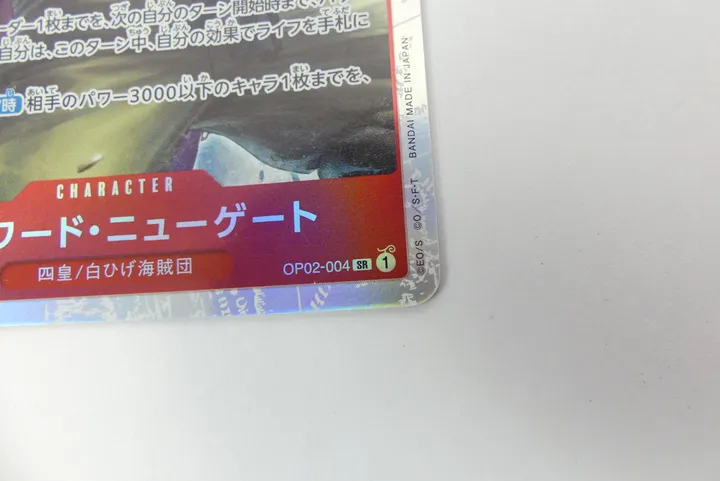 ーダー1枚までを、次の自分のターン開始時まで、パワ
自分は、このターン中、自分の効果でライフを手札に
時 相手のパワー3000以下のキャラ1枚までを、
CHARACTER
ワード・ニューゲート
四皇/白ひげ海賊団
OP02-004 SR 1
©E.O/S ©O/S・F・T BANDAI MADE IN JAPAN